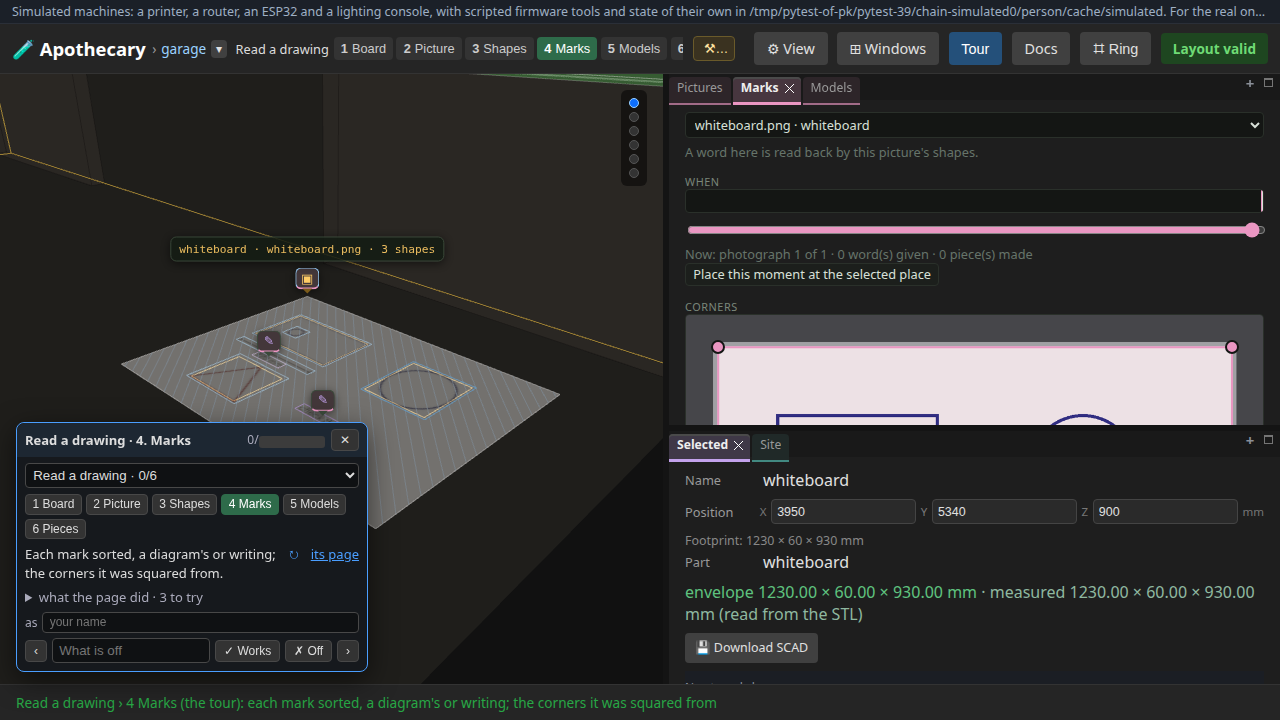 Simulated machines: a printer, a router, an ESP32 and a lighting console, with scripted firmware tools and state of their own in /tmp/pytest-of-pk/pytest-39/chain-simulated0/person/cache/simulated. For the real on...
Apothecary › garage ▾ Read drawing 1 Board 2 Picture 3 Shapes 4 Marks 5 Models 6 ⚒... ⚙ View ⊞ Windows Tour Docs ⌗ Ring Layout valid
Pictures Marks Models
whiteboard.png · whiteboard
A word here is read back by this picture's shapes.
WHEN
Now: photograph 1 of 1 · 0 word(s) given · 0 piece(s) made
Place this moment at the selected place
CORNERS
whiteboard · whiteboard.png · 3 shapes
Read a drawing · 4. Marks 0/ ✕
Read a drawing · 0/6
1 Board 2 Picture 3 Shapes 4 Marks 5 Models
6 Pieces
Each mark sorted, a diagram's or writing; ↻ its page
the corners it was squared from.
▶ what the page did · 3 to try
as your name
‹ What is off ✓ Works ✗ Off ›
Selected Site
Name whiteboard
Position X 3950 Y 5340 Z 900 mm
Footprint: 1230 × 60 × 930 mm
Part whiteboard
envelope 1230.00 × 60.00 × 930.00 mm · measured 1230.00 × 60.00 × 930.00
mm (read from the STL)
💾 Download SCAD
Read a drawing › 4 Marks (the tour): each mark sorted, a diagram's or writing; the corners it was squared from